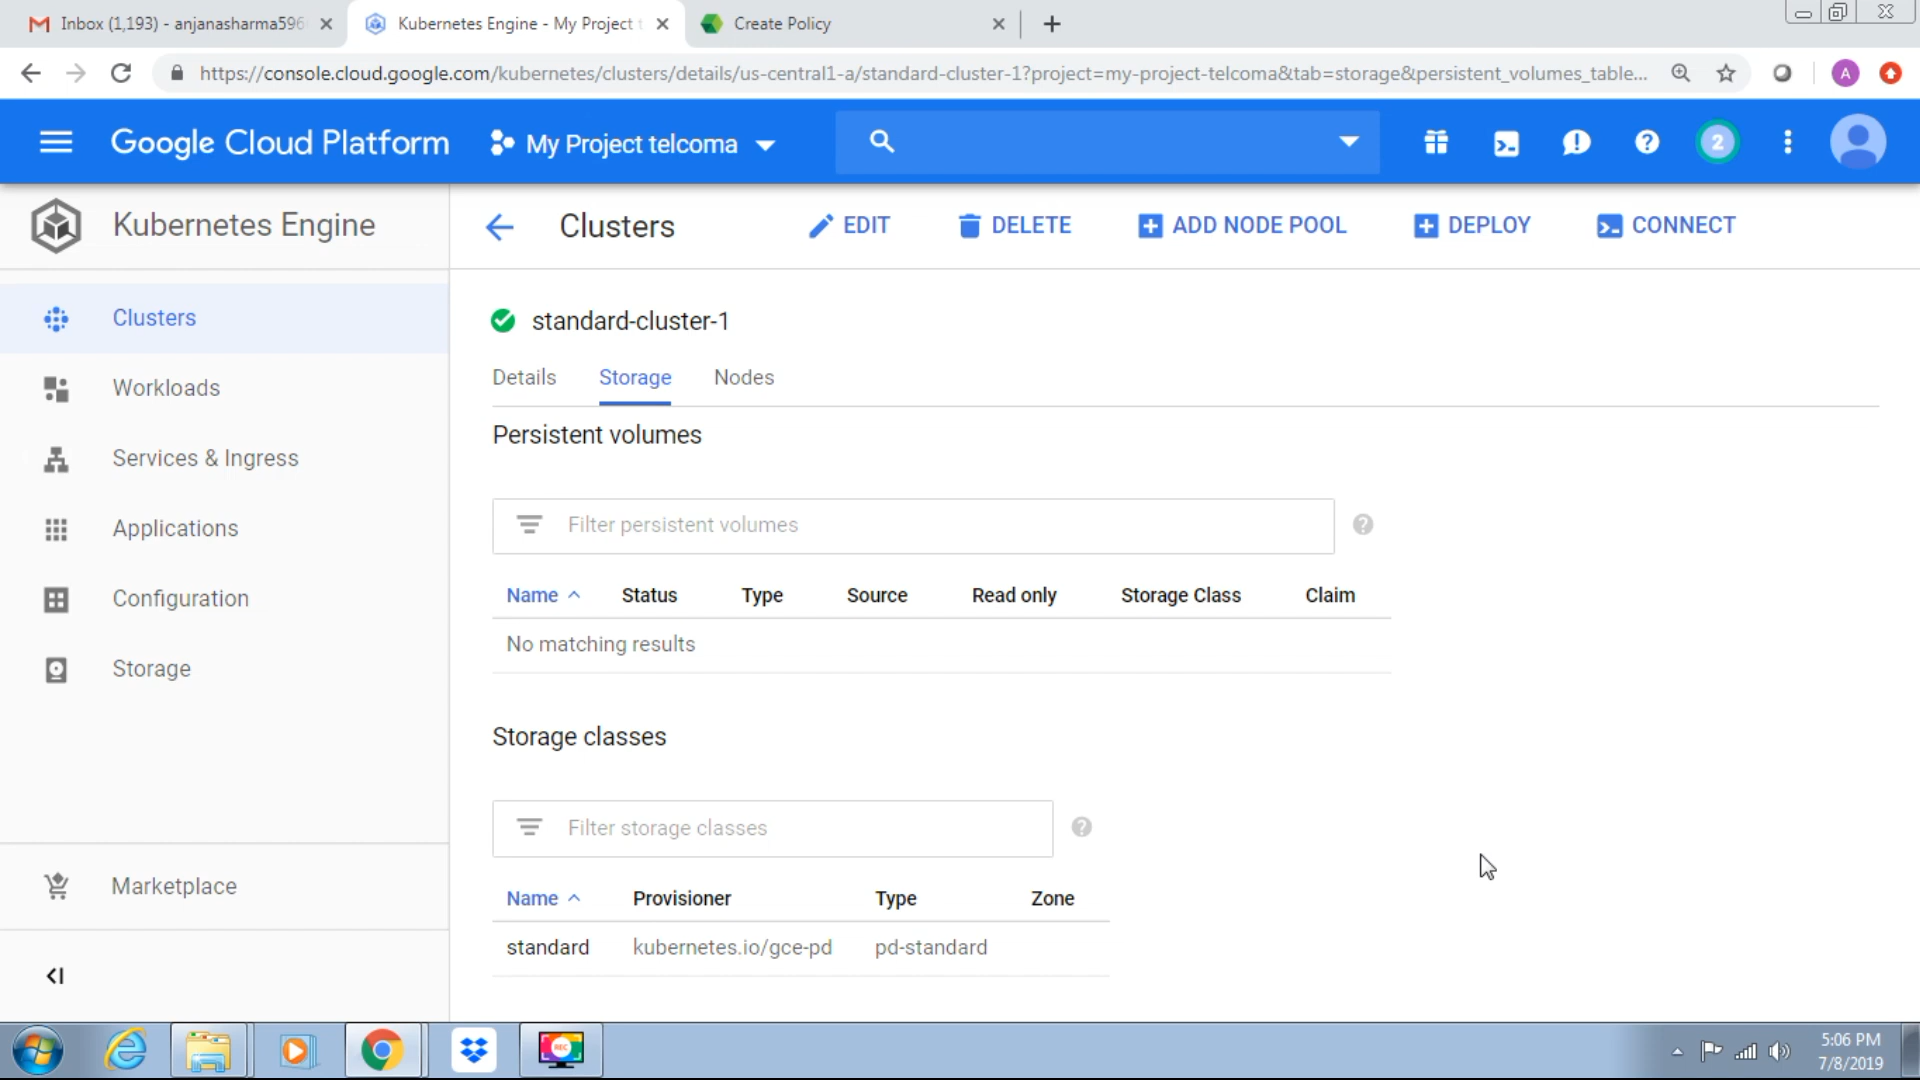 Inbox (1,193) - anjanasharma596
Kubernetes Engine - My Project
Create Policy
https://console.cloud.google.com/kubernetes/clusters/details/us-central1-a/standard-cluster-1?project=my-project-telcoma&tab=storage&persistent_volumes_table...
A
Google Cloud Platform
My Project telcoma
2
Kubernetes Engine
Clusters
EDIT
DELETE
ADD NODE POOL
DEPLOY
CONNECT
Clusters
Workloads
Services & Ingress
Applications
Configuration
Storage
Marketplace
standard-cluster-1
Details Storage Nodes
Persistent volumes
Filter persistent volumes
Name Status Type Source Read only Storage Class Claim
No matching results
Storage classes
Filter storage classes
Name Provisioner Type Zone
standard kubernetes.io/gce-pd pd-standard
REC
5:06 PM
7/8/2019